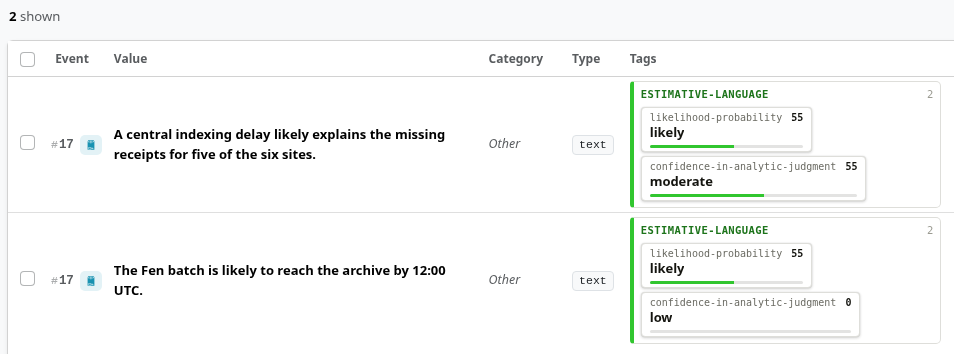 2 shown
Event Value Category Type Tags
#17 A central indexing delay likely explains the missing receipts for five of the six sites. Other text
ESTIMATIVE-LANGUAGE 2
likelihood-probability 55
likely
confidence-in-analytic-judgment 55
moderate
#17 The Fen batch is likely to reach the archive by 12:00 UTC. Other text
ESTIMATIVE-LANGUAGE 2
likelihood-probability 55
likely
confidence-in-analytic-judgment 0
low